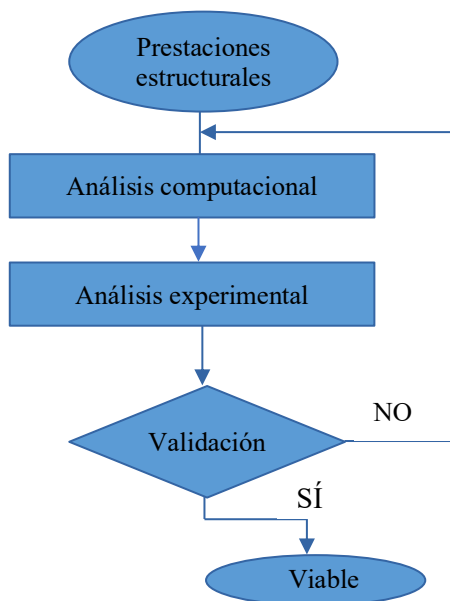 Prestaciones
estructurales
Análisis computacional
Análisis experimental
Validación
NO
SÍ
Viable